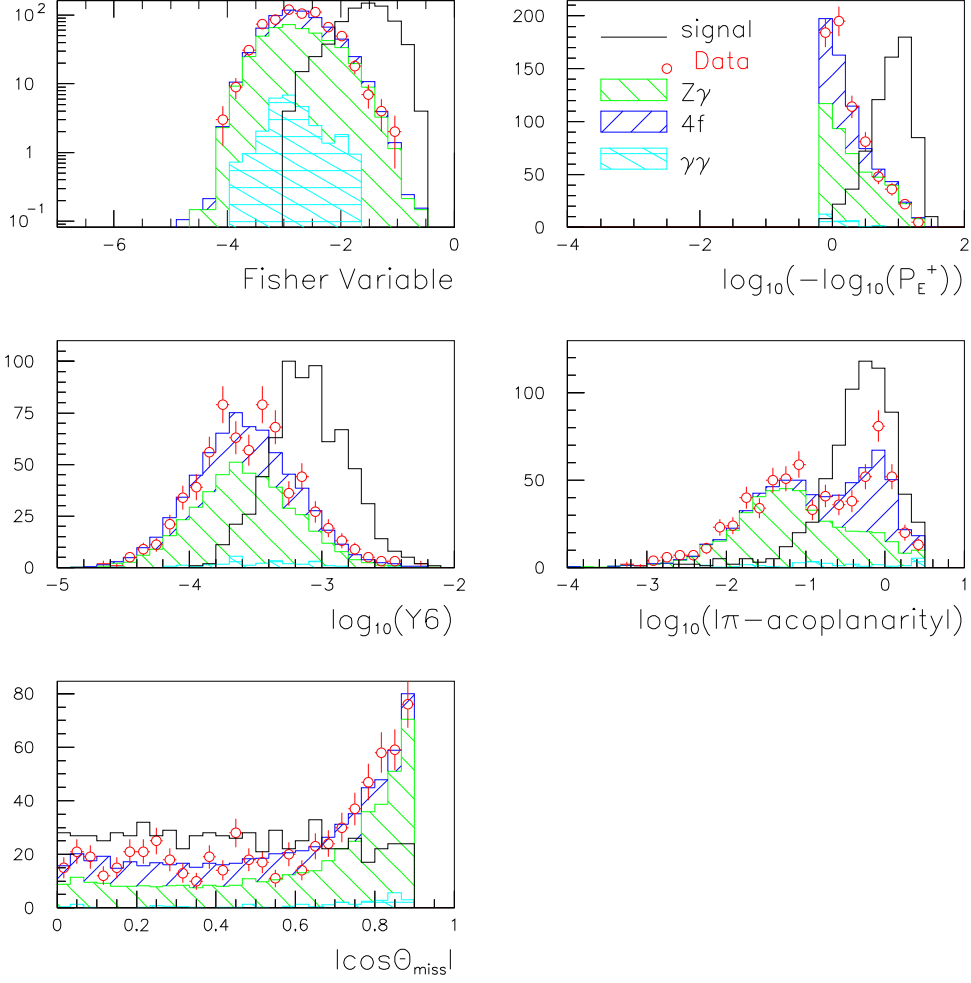 10²
10
1
10⁻¹
-6 -4 -2 0
Fisher Variable
200
150
100
50
0
-4 -2 0 2
log₁₀(-log₁₀(P_E⁺))
signal
Data
Zγ
4f
γγ
100
75
50
25
0
-5 -4 -3 -2
log₁₀(Y6)
100
50
0
-4 -3 -2 -1 0 1
log₁₀(|π-acoplanarity|)
80
60
40
20
0
0 0.2 0.4 0.6 0.8 1
|cosΘ_miss|